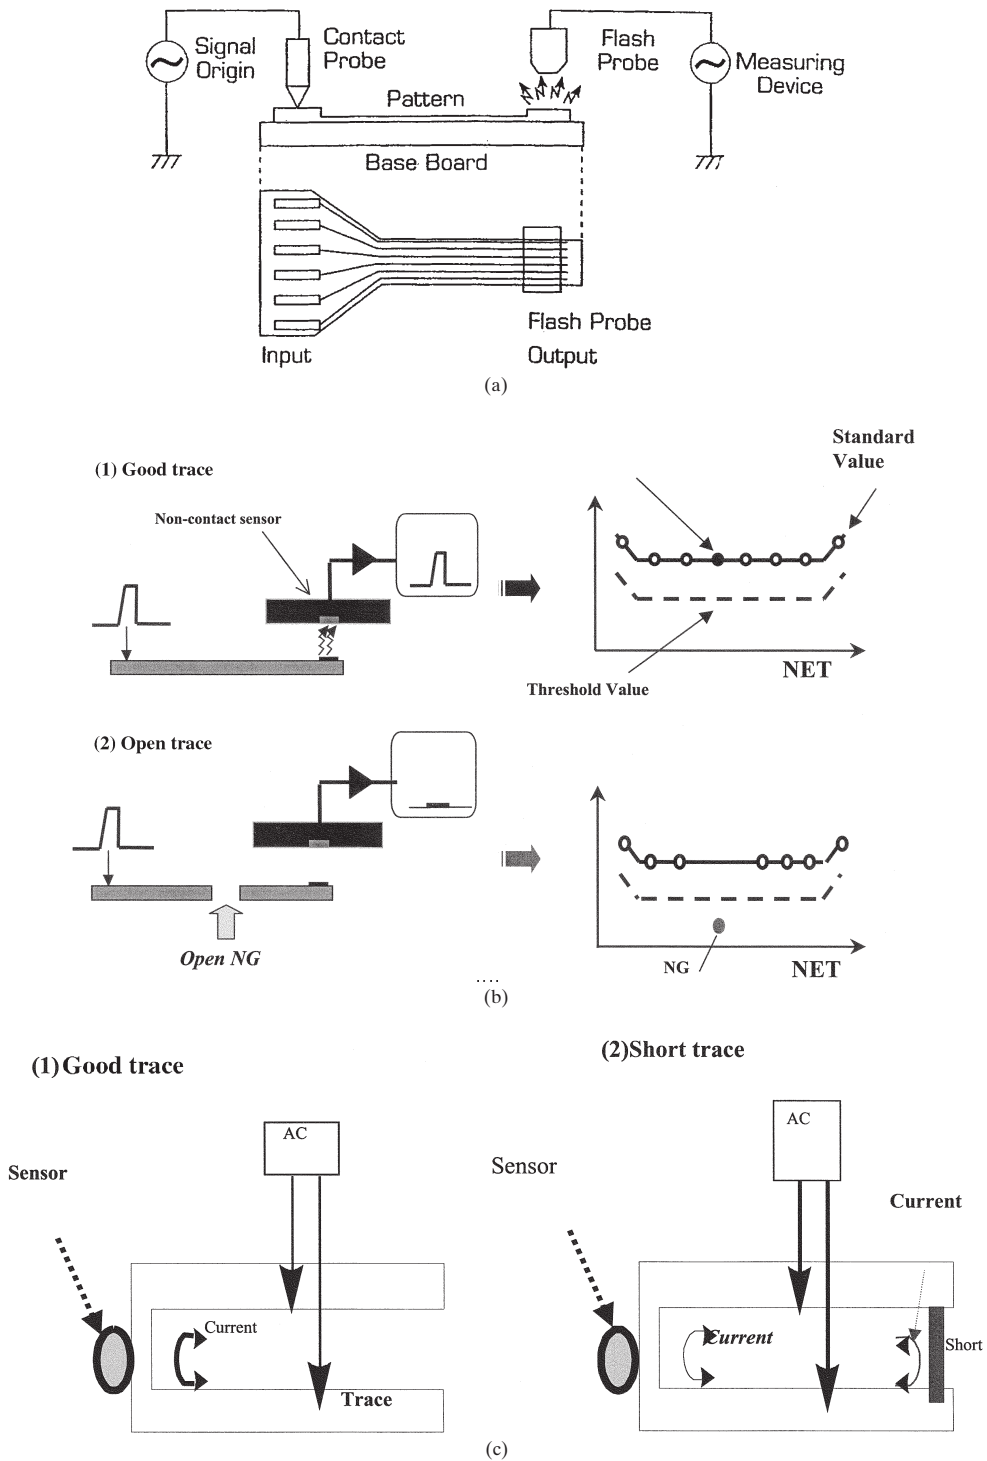 Signal
Origin
Contact
Probe
Flash
Probe
Measuring
Device
Pattern
Base Board
Flash Probe
Input
Output
(a)
Standard
Value
(1) Good trace
Non-contact sensor
NET
Threshold Value
(2) Open trace
Open NG
NG
NET
....
(b)
(1) Good trace
(2)Short trace
AC
AC
Sensor
Sensor
Current
Current
Current
Short
Trace
(c)